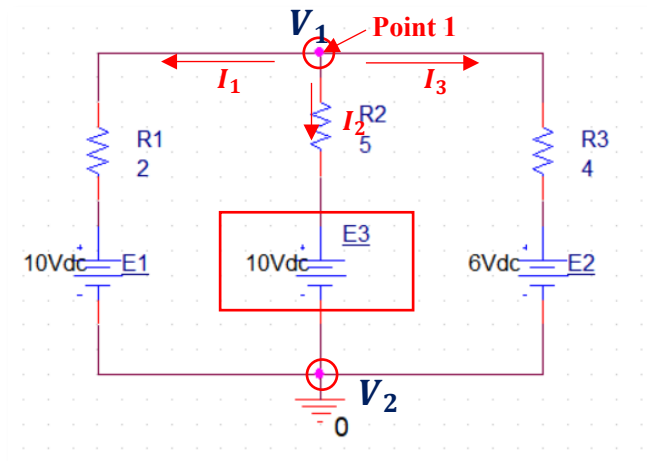 V₁
Point 1
I₁
I₃
I₂
R2
5
R1
2
R3
4
E3
10Vdc
E1
10Vdc
6Vdc
E2
V₂
0